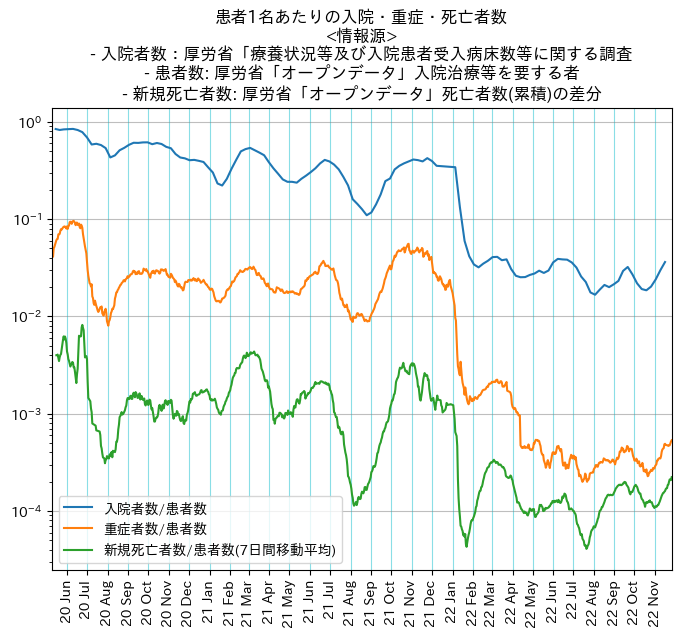 患者1名あたりの入院・重症・死亡者数
<情報源>
- 入院者数：厚労省「療養状況等及び入院患者受入病床数等に関する調査
- 患者数: 厚労省「オープンデータ」入院治療等を要する者
- 新規死亡者数: 厚労省「オープンデータ」死亡者数(累積)の差分
10⁰
10⁻¹
10⁻²
10⁻³
10⁻⁴
入院者数/患者数
重症者数/患者数
新規死亡者数/患者数(7日間移動平均)
20 Jun
20 Jul
20 Aug
20 Sep
20 Oct
20 Nov
20 Dec
21 Jan
21 Feb
21 Mar
21 Apr
21 May
21 Jun
21 Jul
21 Aug
21 Sep
21 Oct
21 Nov
21 Dec
22 Jan
22 Feb
22 Mar
22 Apr
22 May
22 Jun
22 Jul
22 Aug
22 Sep
22 Oct
22 Nov